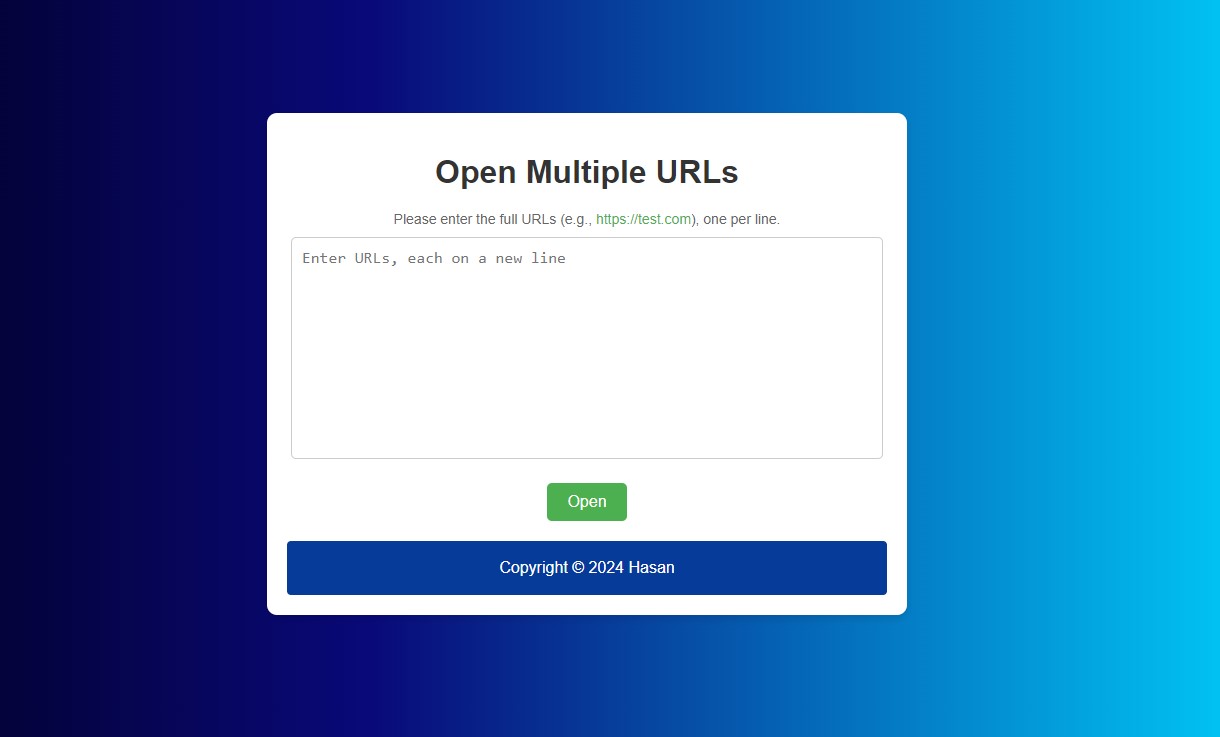 Open Multiple URLs
Please enter the full URLs (e.g., https://test.com), one per line.
Enter URLs, each on a new line
Open
Copyright © 2024 Hasan